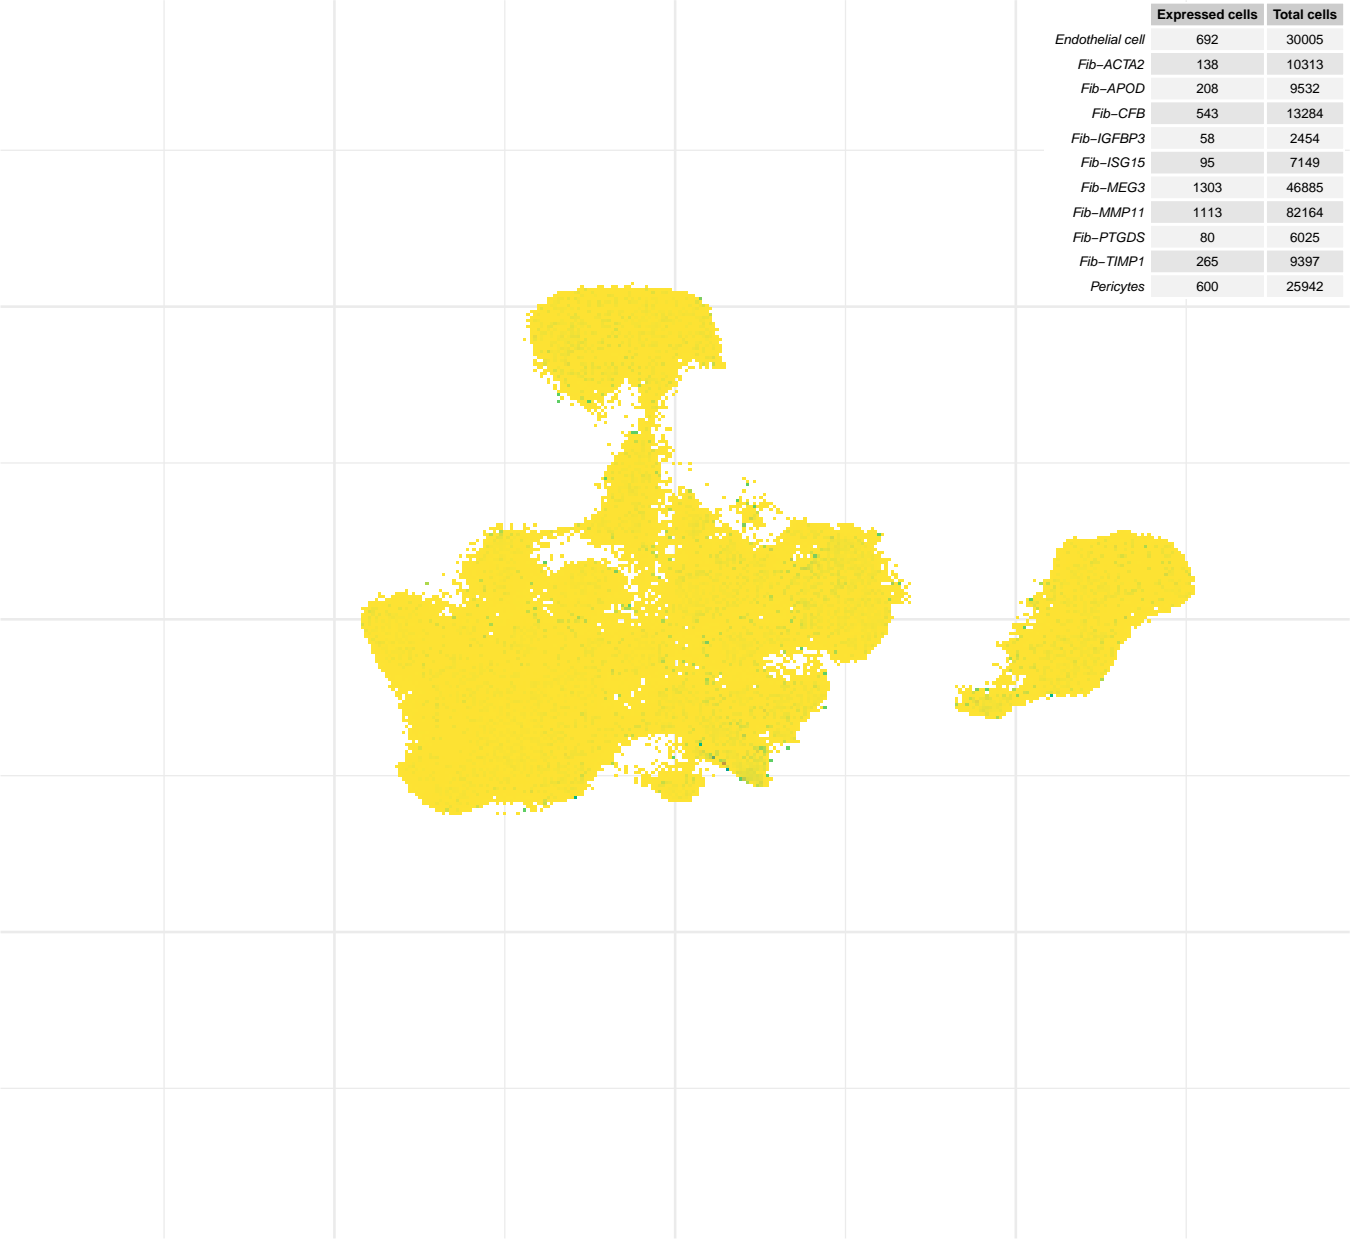 Expressed cells Total cells
Endothelial cell 692 30005
Fib−ACTA2 138 10313
Fib−APOD 208 9532
Fib−CFB 543 13284
Fib−IGFBP3 58 2454
Fib−ISG15 95 7149
Fib−MEG3 1303 46885
Fib−MMP11 1113 82164
Fib−PTGDS 80 6025
Fib−TIMP1 265 9397
Pericytes 600 25942